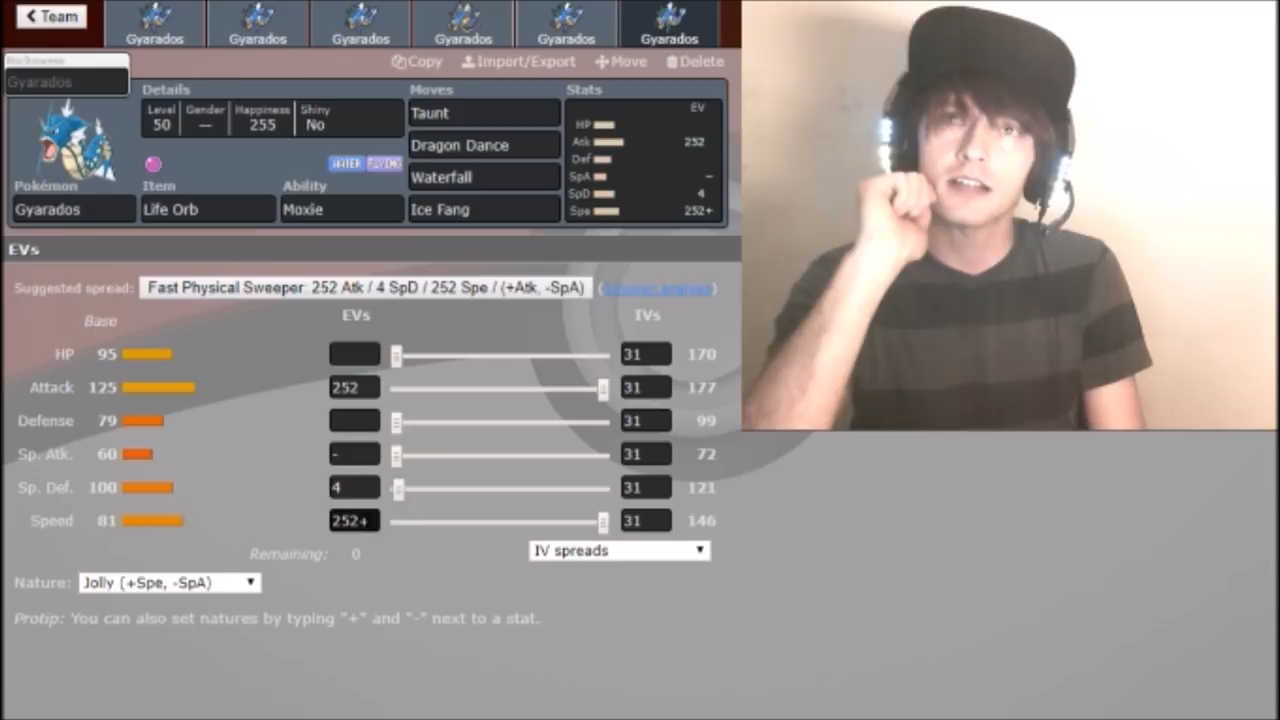 Team
Gyarados Gyarados Gyarados Gyarados Gyarados Gyarados
Copy Import/Export Move Delete
Gyarados
Details Moves Stats
Level Gender Happiness Shiny
50 — 255 No
EV
Taunt
HP
Atk 252
Dragon Dance
Def
WATER FLYING
SpA –
Waterfall
SpD 4
Pokémon Item Ability
Spe 252+
Gyarados Life Orb Moxie Ice Fang
EVs
Suggested spread: Fast Physical Sweeper: 252 Atk / 4 SpD / 252 Spe / (+Atk, -SpA)
Base EVs IVs
HP 95 31 170
Attack 125 252 31 177
Defense 79 31 99
Sp. Atk. 60 - 31 72
Sp. Def. 100 4 31 121
Speed 81 252+ 31 146
Remaining: 0 IV spreads
Nature: Jolly (+Spe, -SpA)
Protip: You can also set natures by typing "+" and "-" next to a stat.